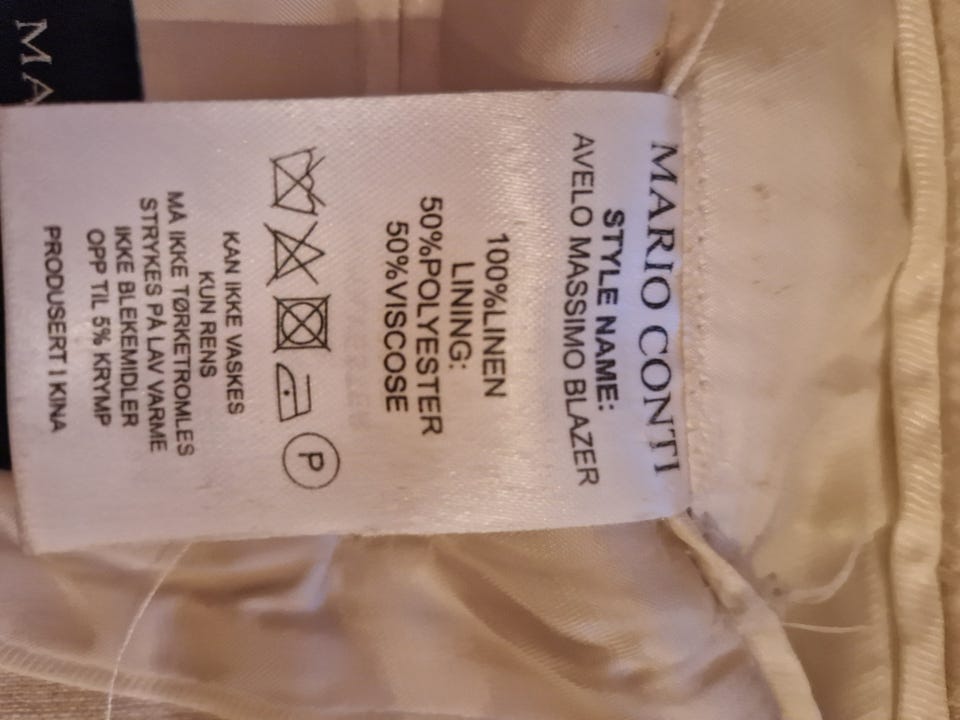 MARIO CONTI
STYLE NAME:
AVELO MASSIMO BLAZER
100%LINEN
LINING:
50%POLYESTER
50%VISCOSE
P
KAN IKKE VASKES
KUN RENS
MÅ IKKE TØRKETROMLES
STRYKES PÅ LAV VARME
IKKE BLEKEMIDLER
OPP TIL 5% KRYMP
PRODUSERT I KINA
MA